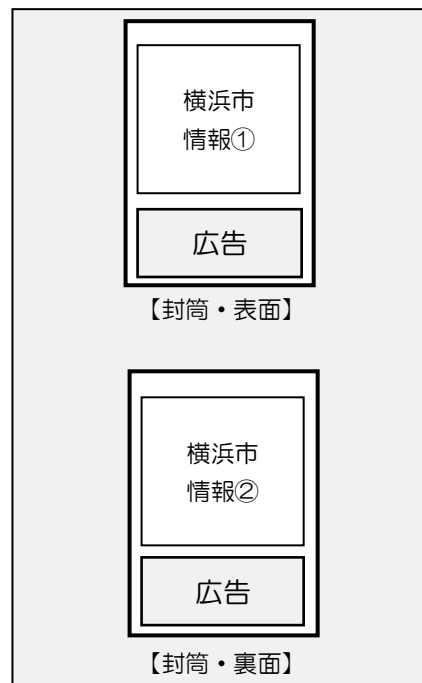 横浜市
情報①
広告
【封筒・表面】
横浜市
情報②
広告
【封筒・裏面】